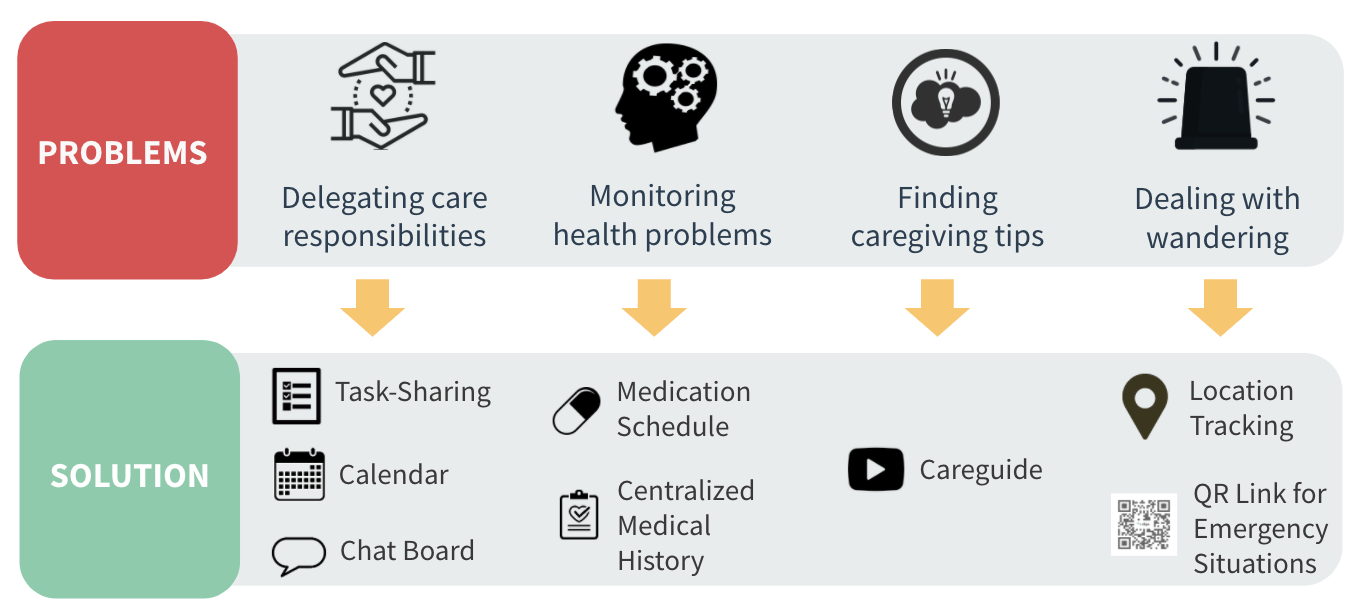 PROBLEMS
Delegating care
responsibilities
Monitoring
health problems
Finding
caregiving tips
Dealing with
wandering
SOLUTION
Task-Sharing
Calendar
Chat Board
Medication
Schedule
Centralized
Medical
History
Careguide
Location
Tracking
QR Link for
Emergency
Situations